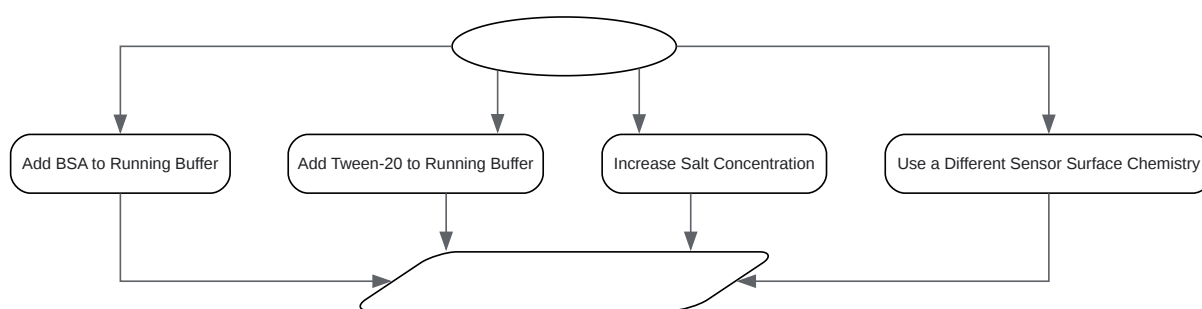 Add BSA to Running Buffer
Add Tween-20 to Running Buffer
Increase Salt Concentration
Use a Different Sensor Surface Chemistry